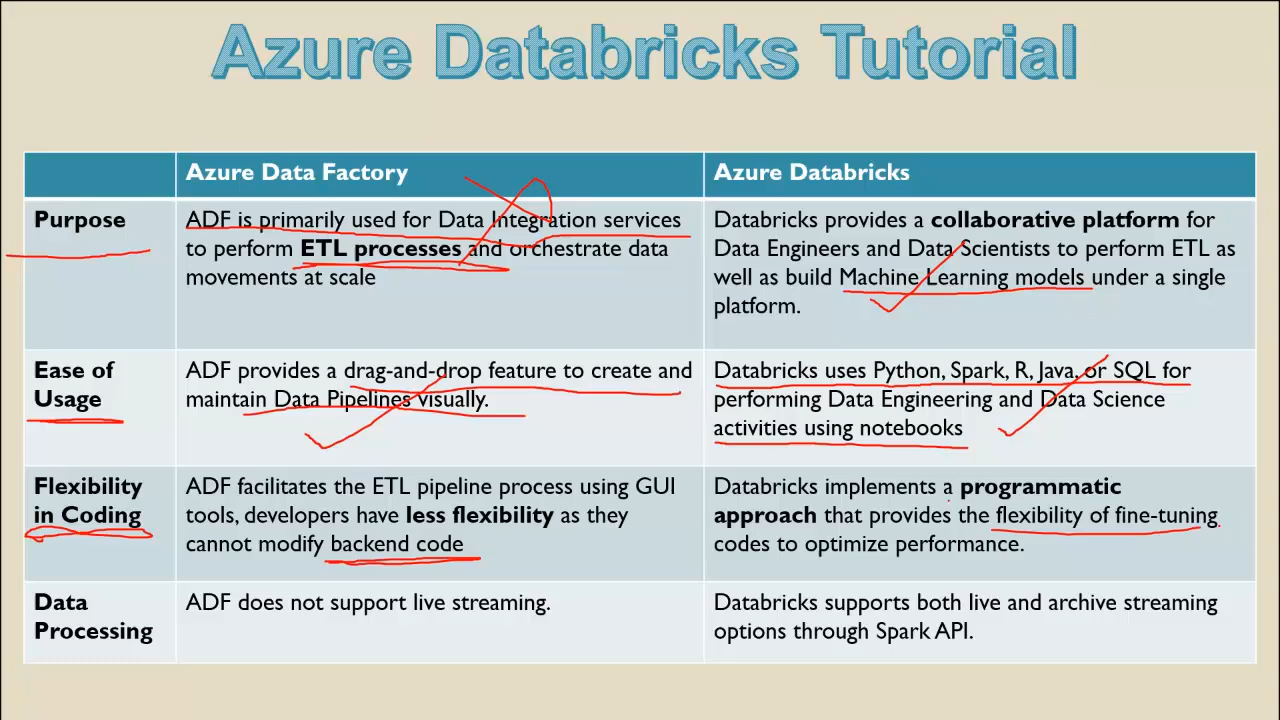 Azure Databricks Tutorial
Azure Data Factory
Azure Databricks
Purpose
ADF is primarily used for Data Integration services
to perform ETL processes and orchestrate data
movements at scale
Databricks provides a collaborative platform for
Data Engineers and Data Scientists to perform ETL as
well as build Machine Learning models under a single
platform.
Ease of
Usage
ADF provides a drag-and-drop feature to create and
maintain Data Pipelines visually.
Databricks uses Python, Spark, R, Java, or SQL for
performing Data Engineering and Data Science
activities using notebooks
Flexibility
in Coding
ADF facilitates the ETL pipeline process using GUI
tools, developers have less flexibility as they
cannot modify backend code
Databricks implements a programmatic
approach that provides the flexibility of fine-tuning
codes to optimize performance.
Data
Processing
ADF does not support live streaming.
Databricks supports both live and archive streaming
options through Spark API.